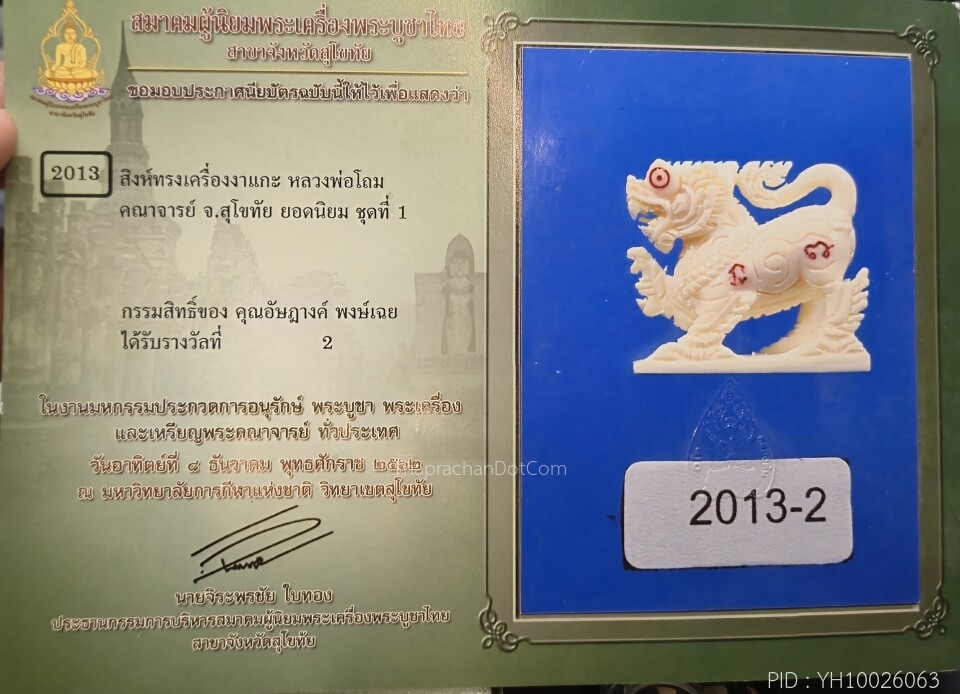 สมาคมผู้นิยมพระเครื่องพระบูชาไทย
สาขาจังหวัดสุโขทัย
ขอมอบประกาศนียบัตรฉบับนี้ให้ไว้เพื่อแสดงว่า
2013
สิงห์ทรงเครื่องงาแกะ หลวงพ่อโถม
คณาจารย์ จ.สุโขทัย ยอดนิยม ชุดที่ 1
กรรมสิทธิ์ของ คุณอัษฎางค์ พงษ์เฉย
ได้รับรางวัลที่ 2
ในงานมหกรรมประกวดการอนุรักษ์ พระบูชา พระเครื่อง
และเหรียญพระคณาจารย์ ทั่วประเทศ
วันอาทิตย์ที่ ๘ ธันวาคม พุทธศักราช ๒๕๖๒
ณ มหาวิทยาลัยการกีฬาแห่งชาติ วิทยาเขตสุโขทัย
นายจิระพรชัย ใบทอง
ประธานกรรมการบริหารสมาคมผู้นิยมพระเครื่องพระบูชาไทย
สาขาจังหวัดสุโขทัย
2013-2
prachanDotCom
PID : YH10026063